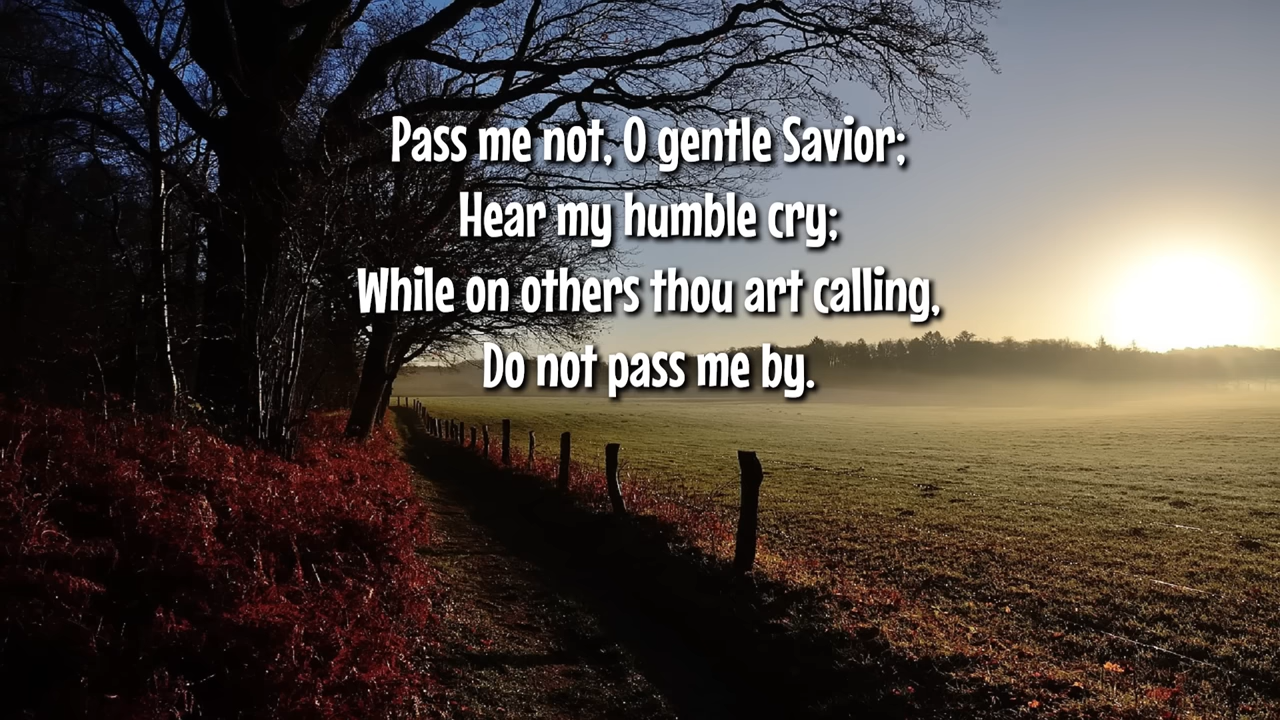 Pass me not, O gentle Savior;
Hear my humble cry;
While on others thou art calling,
Do not pass me by.